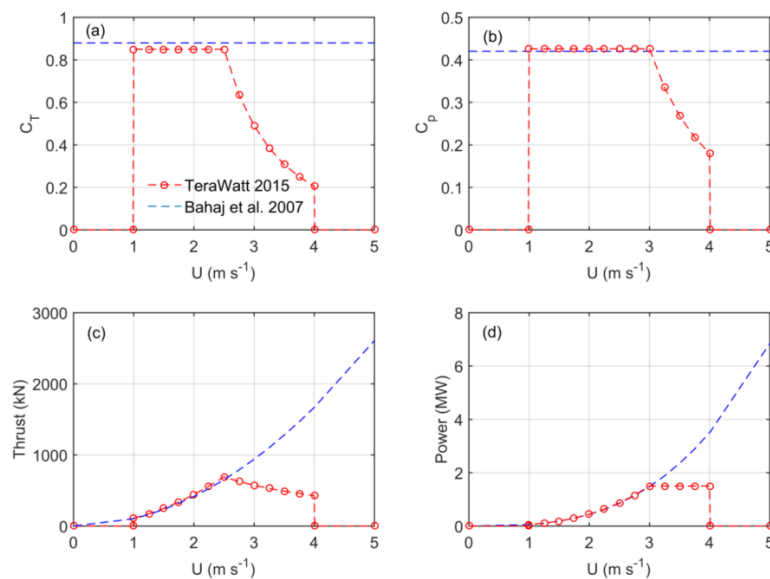 (a)
C_T
1
0.8
0.6
0.4
0.2
0
TeraWatt 2015
Bahaj et al. 2007
0 1 2 3 4 5
U (m s⁻¹)
(b)
C_p
0.5
0.4
0.3
0.2
0.1
0
0 1 2 3 4 5
U (m s⁻¹)
(c)
Thrust (kN)
3000
2000
1000
0
0 1 2 3 4 5
U (m s⁻¹)
(d)
Power (MW)
8
6
4
2
0
0 1 2 3 4 5
U (m s⁻¹)